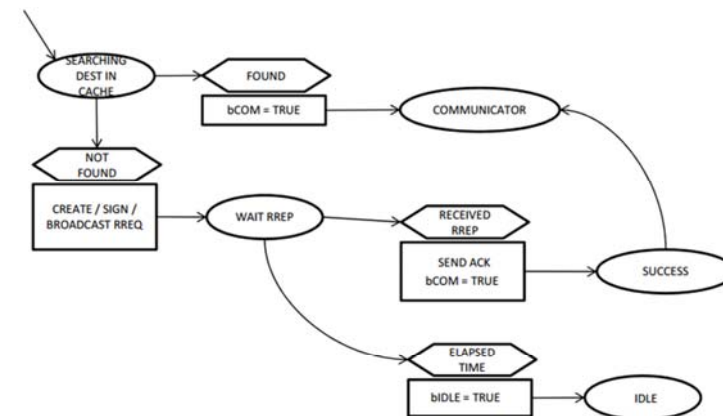 SEARCHING
DEST IN
CACHE
FOUND
bCOM = TRUE
COMMUNICATOR
NOT
FOUND
CREATE / SIGN /
BROADCAST RREQ
WAIT RREP
RECEIVED
RREP
SEND ACK
bCOM = TRUE
SUCCESS
ELAPSED
TIME
bIDLE = TRUE
IDLE